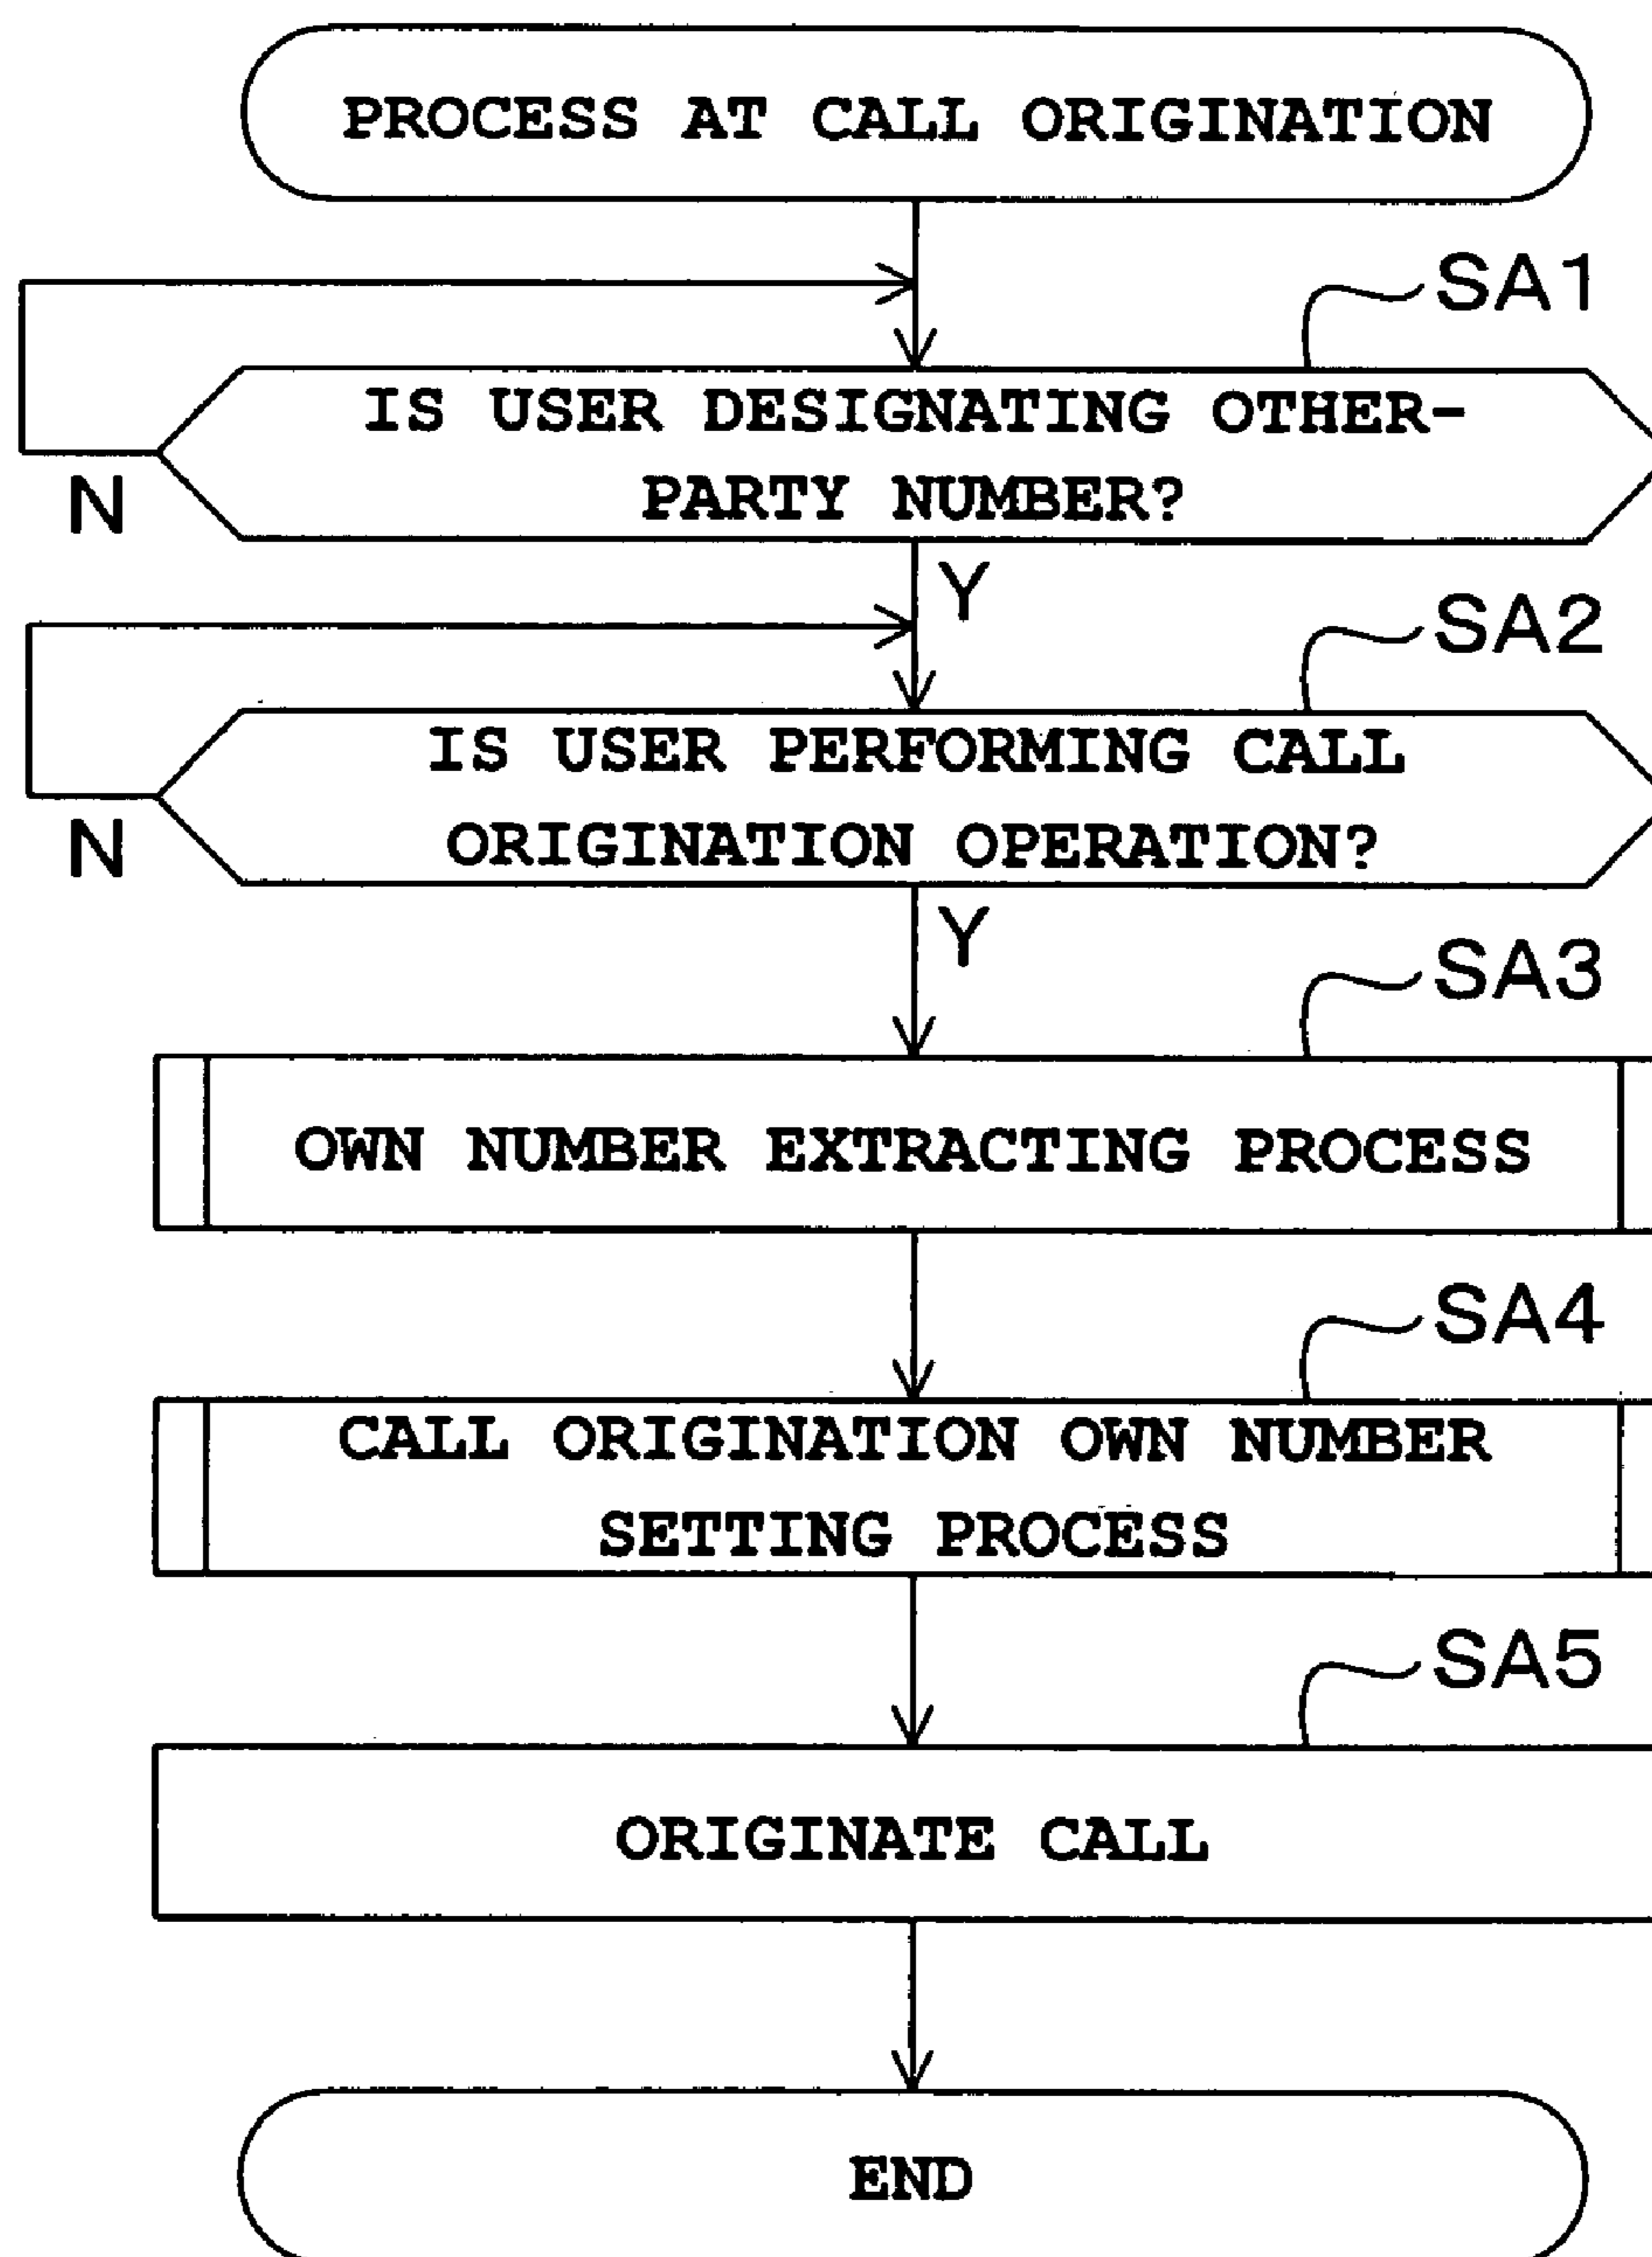 PROCESS AT CALL ORIGINATION
SA1
IS USER DESIGNATING OTHER-
PARTY NUMBER?
N
Y
SA2
IS USER PERFORMING CALL
ORIGINATION OPERATION?
N
Y
SA3
OWN NUMBER EXTRACTING PROCESS
SA4
CALL ORIGINATION OWN NUMBER
SETTING PROCESS
SA5
ORIGINATE CALL
END